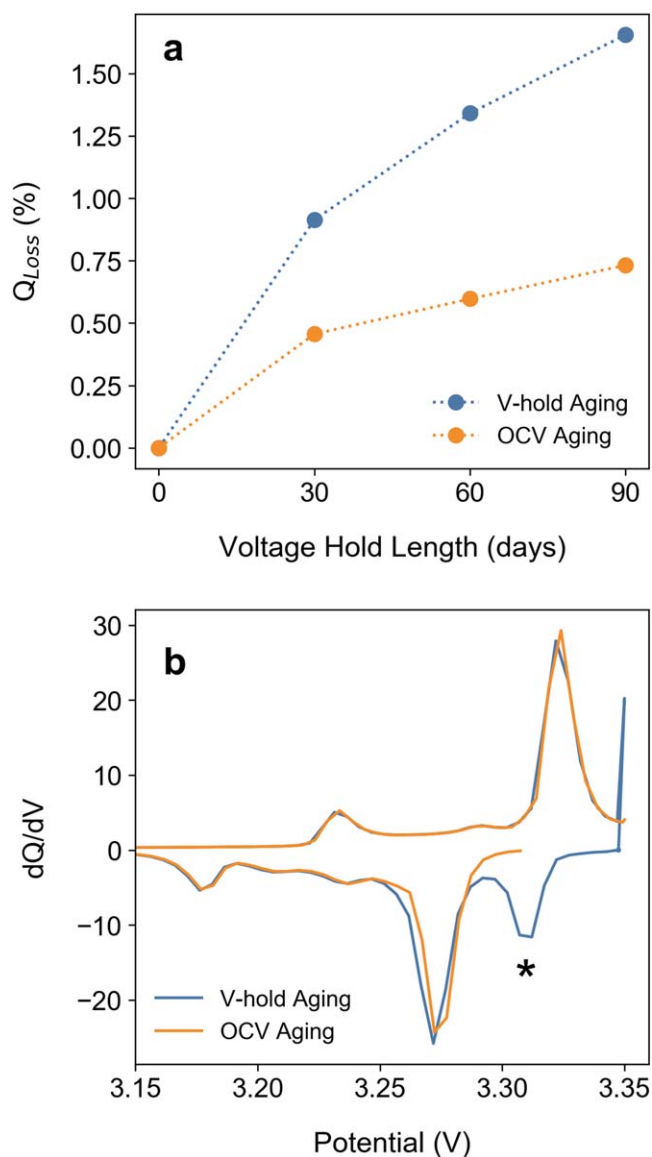 a
1.50
1.25
1.00
0.75
0.50
0.25
0.00
Q_Loss (%)
V-hold Aging
OCV Aging
0 30 60 90
Voltage Hold Length (days)
b
30
20
10
0
−10
−20
dQ/dV
*
V-hold Aging
OCV Aging
3.15 3.20 3.25 3.30 3.35
Potential (V)